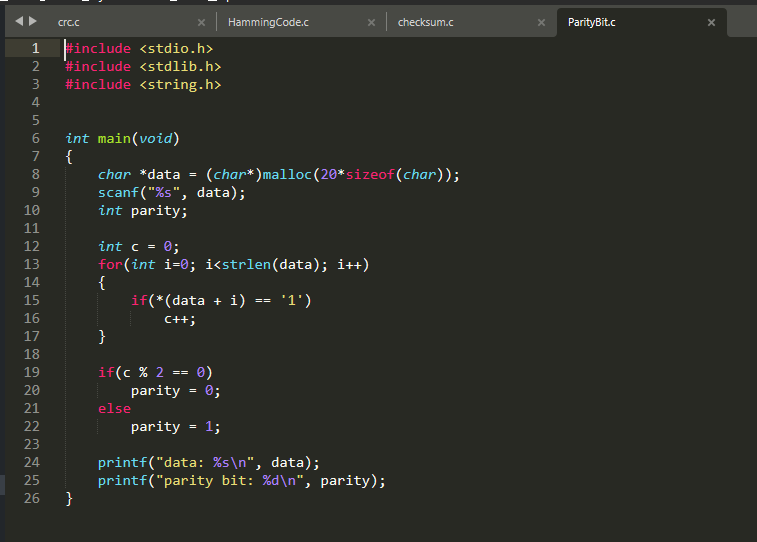 crc.c HammingCode.c checksum.c ParityBit.c
1 #include <stdio.h>
2 #include <stdlib.h>
3 #include <string.h>
4
5
6 int main(void)
7 {
8     char *data = (char*)malloc(20*sizeof(char));
9     scanf("%s", data);
10     int parity;
11
12     int c = 0;
13     for(int i=0; i<strlen(data); i++)
14     {
15         if(*(data + i) == '1')
16             c++;
17     }
18
19     if(c % 2 == 0)
20         parity = 0;
21     else
22         parity = 1;
23
24     printf("data: %s\n", data);
25     printf("parity bit: %d\n", parity);
26 }